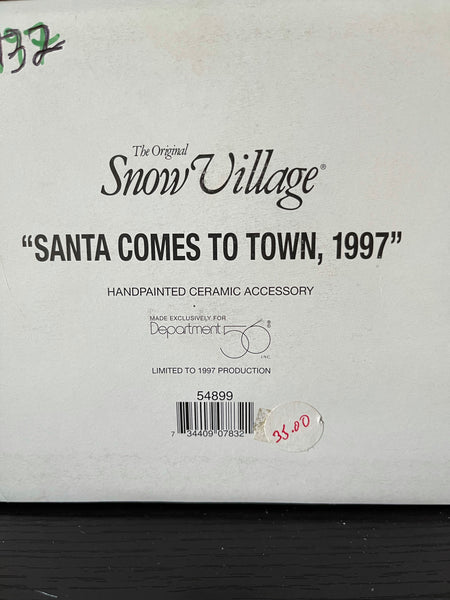 The Original
Snow Village®
"SANTA COMES TO TOWN, 1997"
HANDPAINTED CERAMIC ACCESSORY
MADE EXCLUSIVELY FOR
Department 56®
INC.
LIMITED TO 1997 PRODUCTION
54899
7 34409 07832
35.00